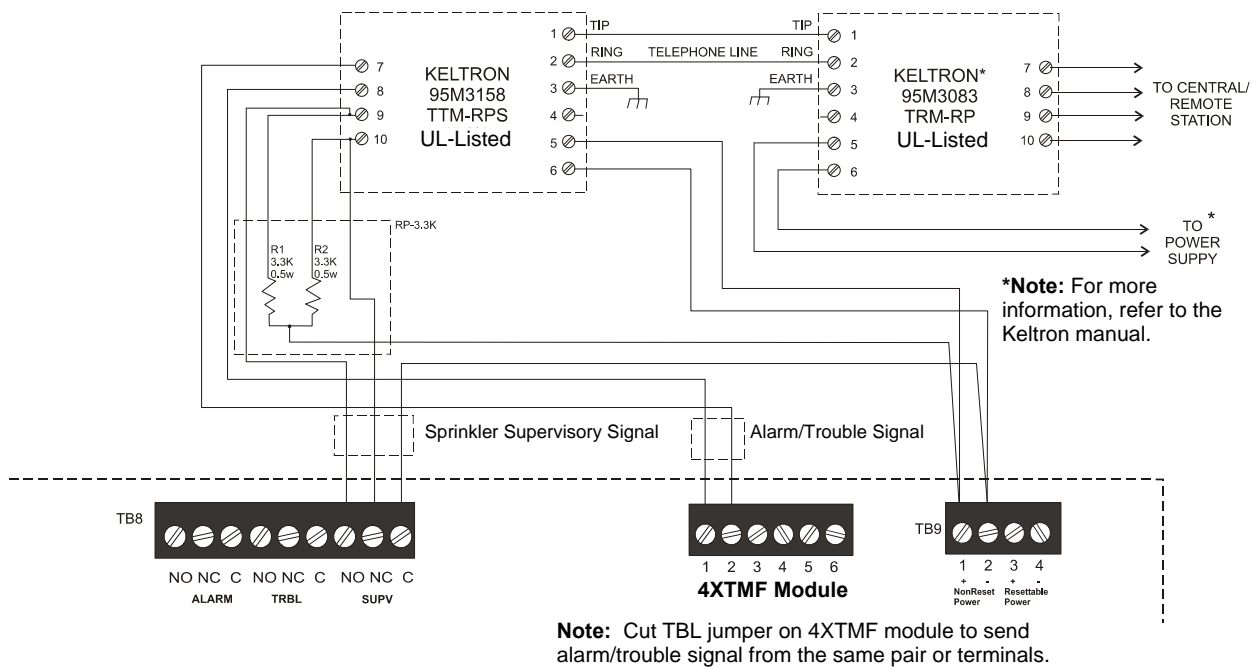 KELTRON
95M3158
TTM-RPS
UL-Listed
7
8
9
10
1
2
3
4
5
6
TIP
RING
EARTH
TELEPHONE LINE
TIP
RING
EARTH
KELTRON*
95M3083
TRM-RP
UL-Listed
1
2
3
4
5
6
7
8
9
10
TO CENTRAL/
REMOTE
STATION
TO *
POWER
SUPPY
*Note: For more
information, refer to the
Keltron manual.
RP-3.3K
R1
3.3K
0.5w
R2
3.3K
0.5w
Sprinkler Supervisory Signal
Alarm/Trouble Signal
TB8
NO NC C NO NC C NO NC C
ALARM TRBL SUPV
1 2 3 4 5 6
4XTMF Module
TB9
1 2 3 4
+ - + -
NonReset
Power
Resettable
Power
Note: Cut TBL jumper on 4XTMF module to send
alarm/trouble signal from the same pair or terminals.